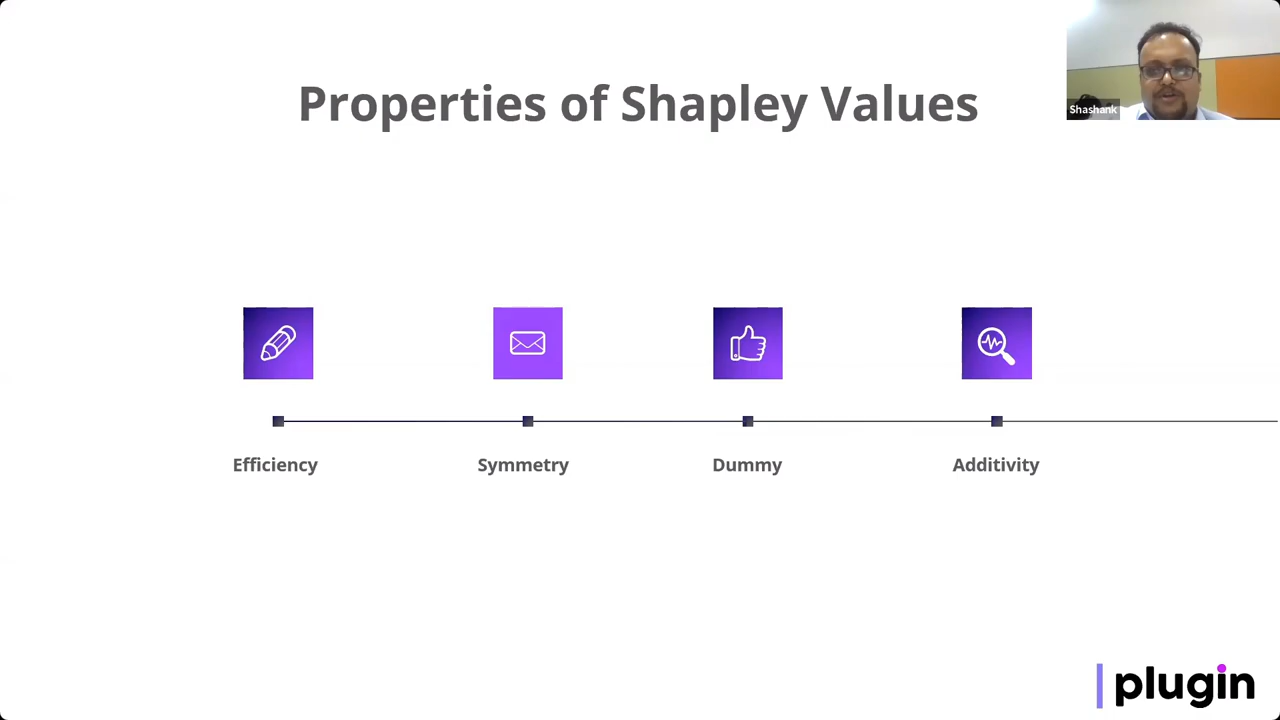 Properties of Shapley Values
Shashank
Efficiency
Symmetry
Dummy
Additivity
plugin